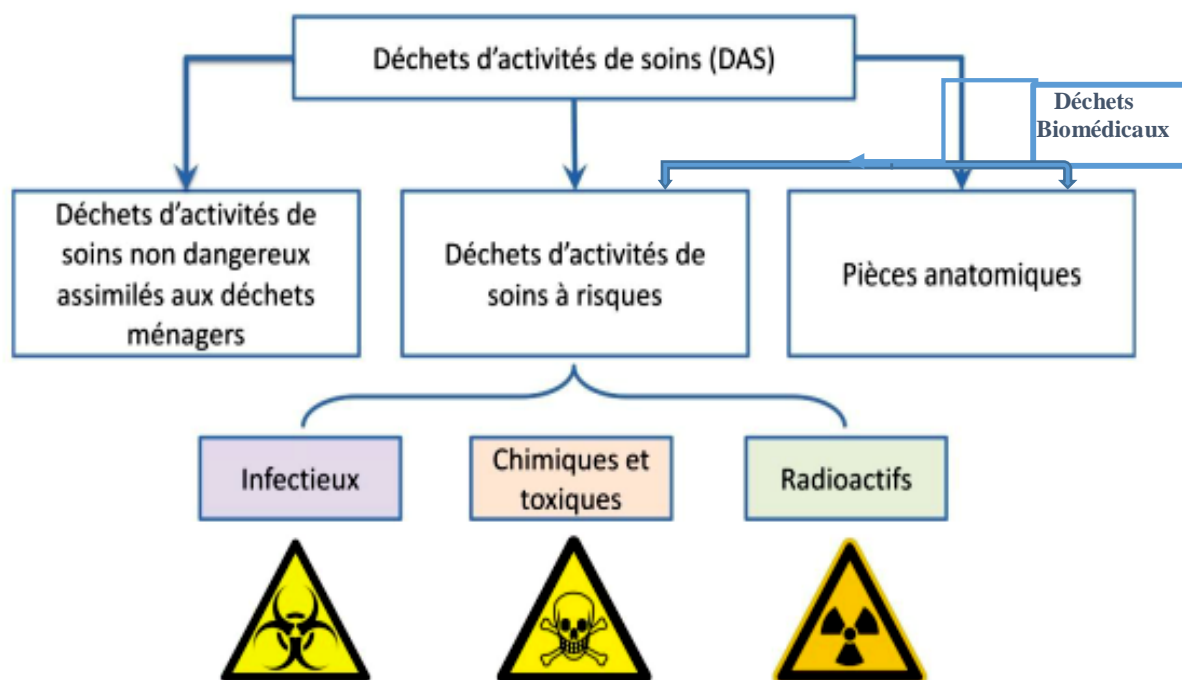 Déchets d'activités de soins (DAS)
Déchets
Biomédicaux
Déchets d'activités de
soins non dangereux
assimilés aux déchets
ménagers
Déchets d'activités de
soins à risques
Pièces anatomiques
Infectieux
Chimiques et
toxiques
Radioactifs